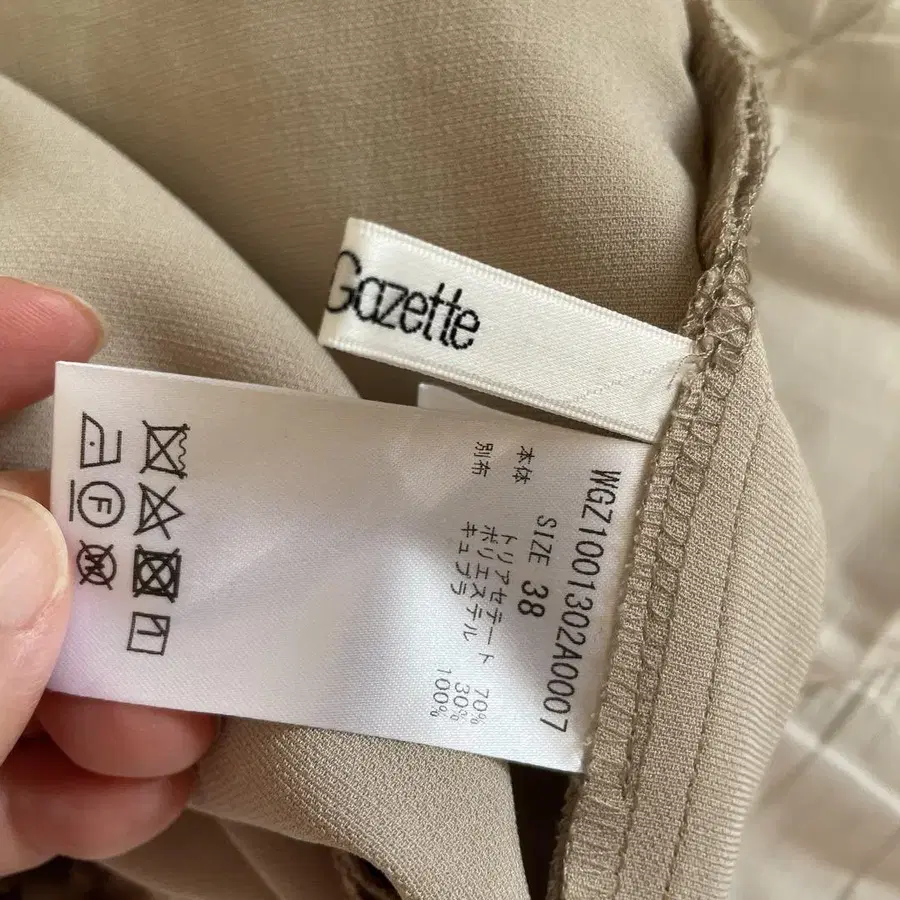 Gazette
WGZ1001302A0007
SIZE 38
本体 トリアセテート 70%
ポリエステル 30%
別布 キュプラ 100%
F
W